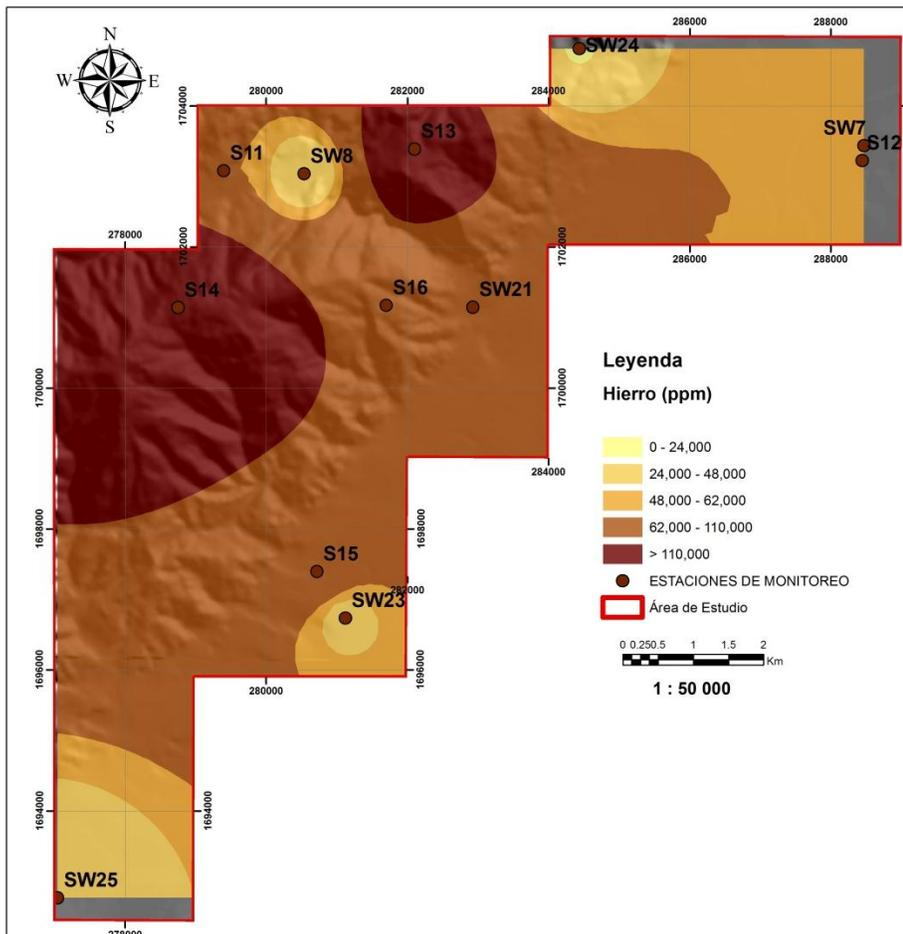 N
W E
S
286000 288000
SW24
280000 282000 284000
1704000
S13
SW7
S12
S11 SW8
278000
1702000
286000 288000
S14 S16 SW21
Leyenda
Hierro (ppm)
1700000 1700000
0 - 24,000
24,000 - 48,000
48,000 - 62,000
62,000 - 110,000
> 110,000
ESTACIONES DE MONITOREO
Área de Estudio
284000
1698000 1698000
S15
282000
SW23
0 0.250.5 1 1.5 2
Km
1 : 50 000
1696000 1696000
280000
1694000 1694000
SW25
278000